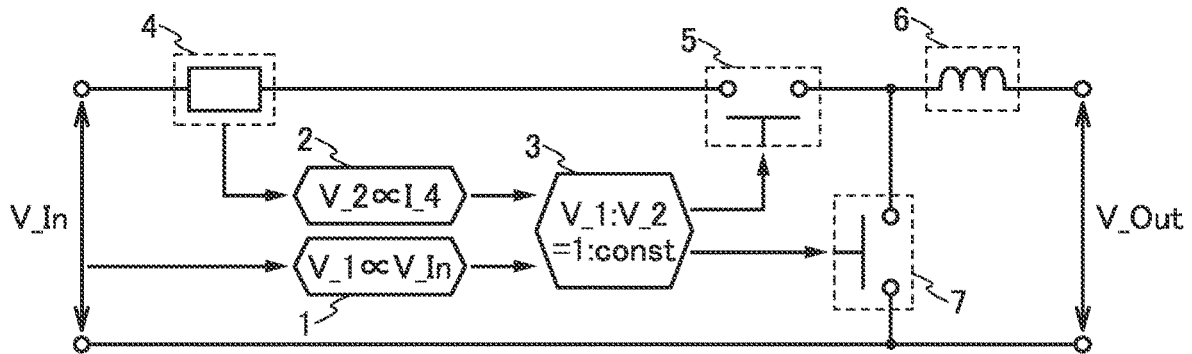 4
5
6
2
3
V_2∝I_4
V_In
V_1:V_2
=1:const
V_Out
V_1∝V_In
1
7